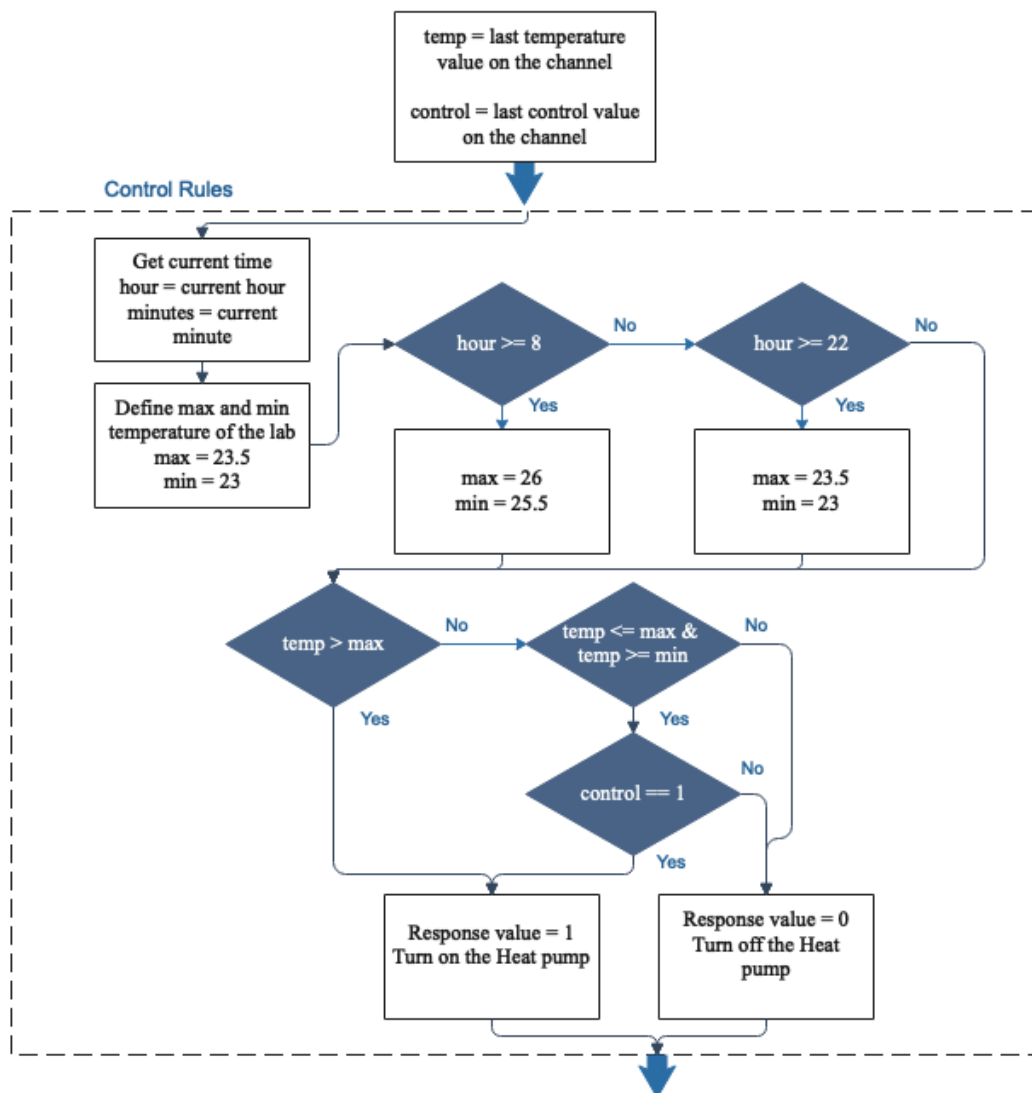 temp = last temperature
value on the channel
control = last control value
on the channel
Control Rules
Get current time
hour = current hour
minutes = current
minute
hour >= 8
No
hour >= 22
No
Define max and min
temperature of the lab
max = 23.5
min = 23
Yes
Yes
max = 26
min = 25.5
max = 23.5
min = 23
temp > max
No
temp <= max &
temp >= min
No
Yes
Yes
control == 1
No
Yes
Response value = 1
Turn on the Heat pump
Response value = 0
Turn off the Heat
pump